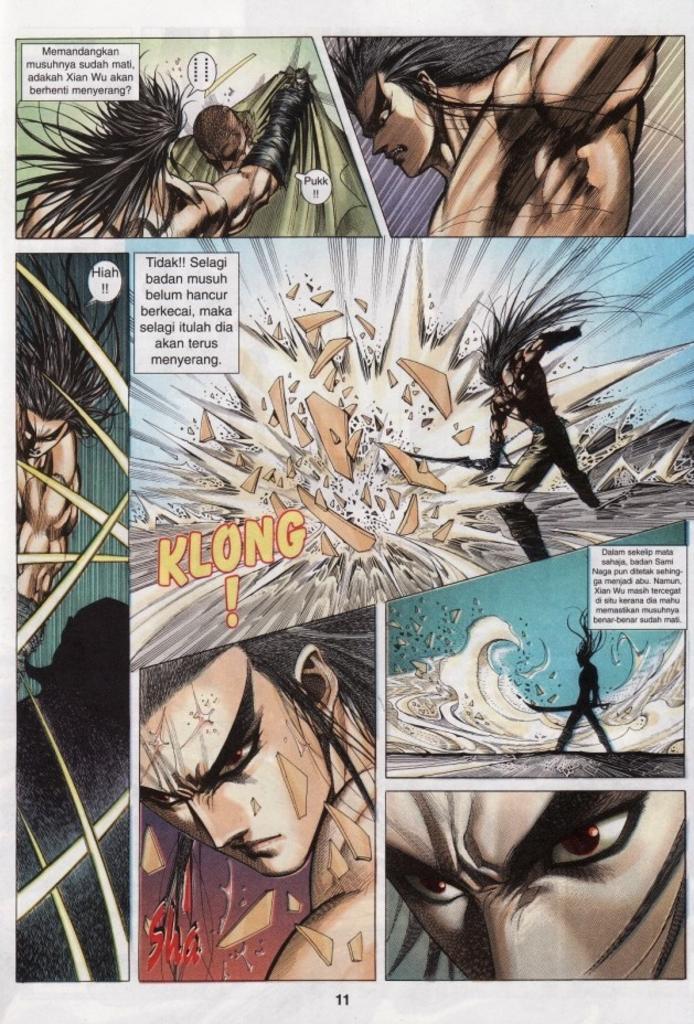 Memandangkan
musuhnya sudah mati,
adakah Xian Wu akan
berhenti menyerang?
Pukk
!!
Hiah
!!
Tidak!! Selagi
badan musuh
belum hancur
berkecai, maka
selagi itulah dia
akan terus
menyerang.
KLONG
!
Dalam sekelip mata
sahaja, badan Sami
Naga pun ditetak sehing-
ga menjadi abu. Namun,
Xian Wu masih tercegat
di situ kerana dia mahu
memastikan musuhnya
benar-benar sudah mati.
Sha
11